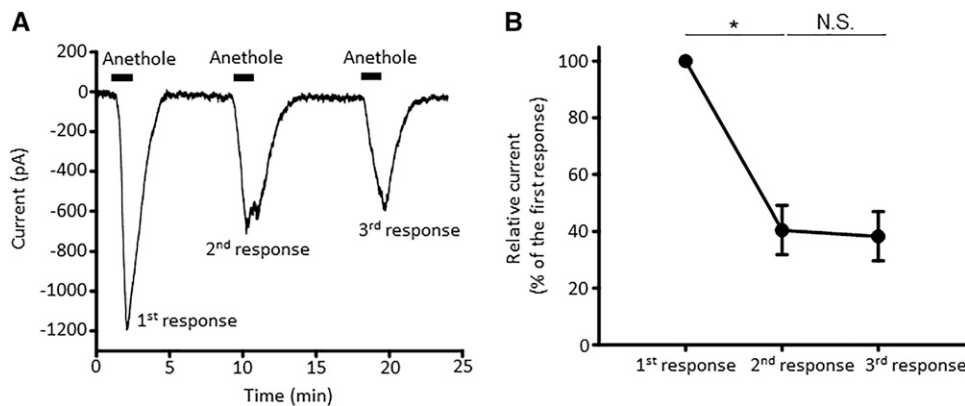 A
Anethole Anethole Anethole
200
0
-200
-400
-600
-800
-1000
-1200
Current (pA)
1st response
2nd response
3rd response
0 5 10 15 20 25
Time (min)
B
* N.S.
100
80
60
40
20
0
Relative current
(% of the first response)
1st response 2nd response 3rd response